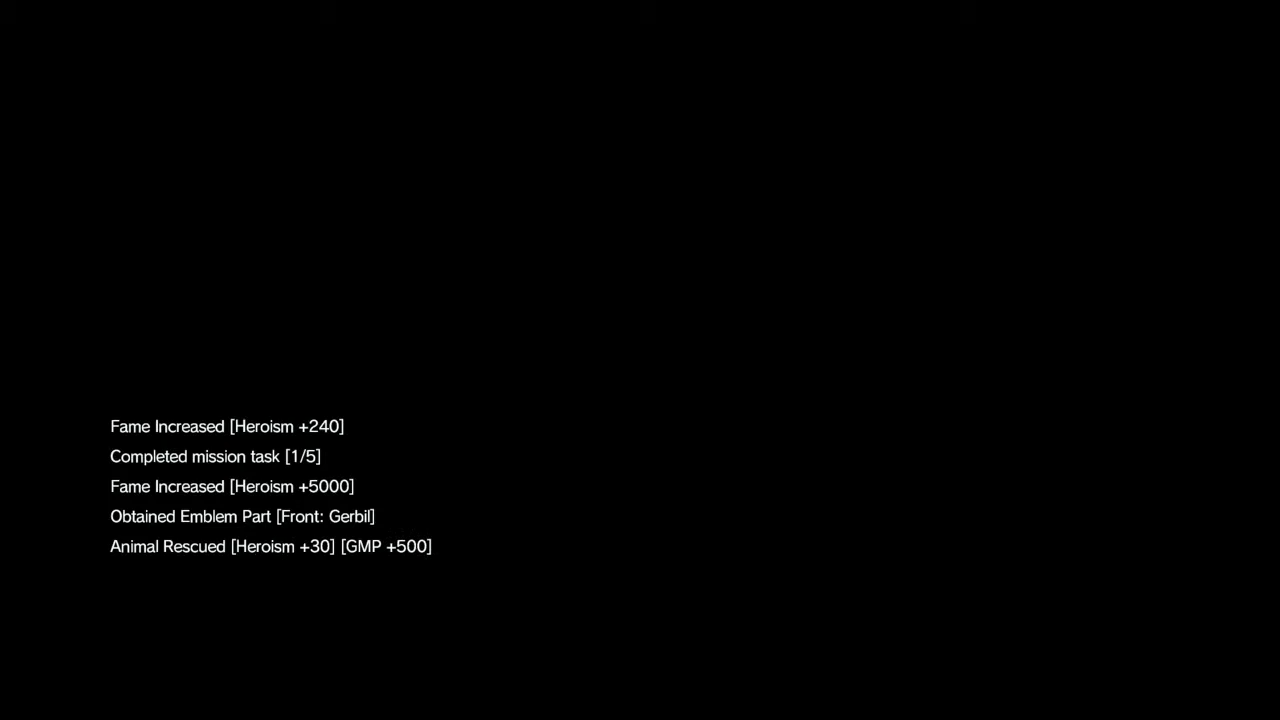 Fame Increased [Heroism +240]
Completed mission task [1/5]
Fame Increased [Heroism +5000]
Obtained Emblem Part [Front: Gerbil]
Animal Rescued [Heroism +30] [GMP +500]